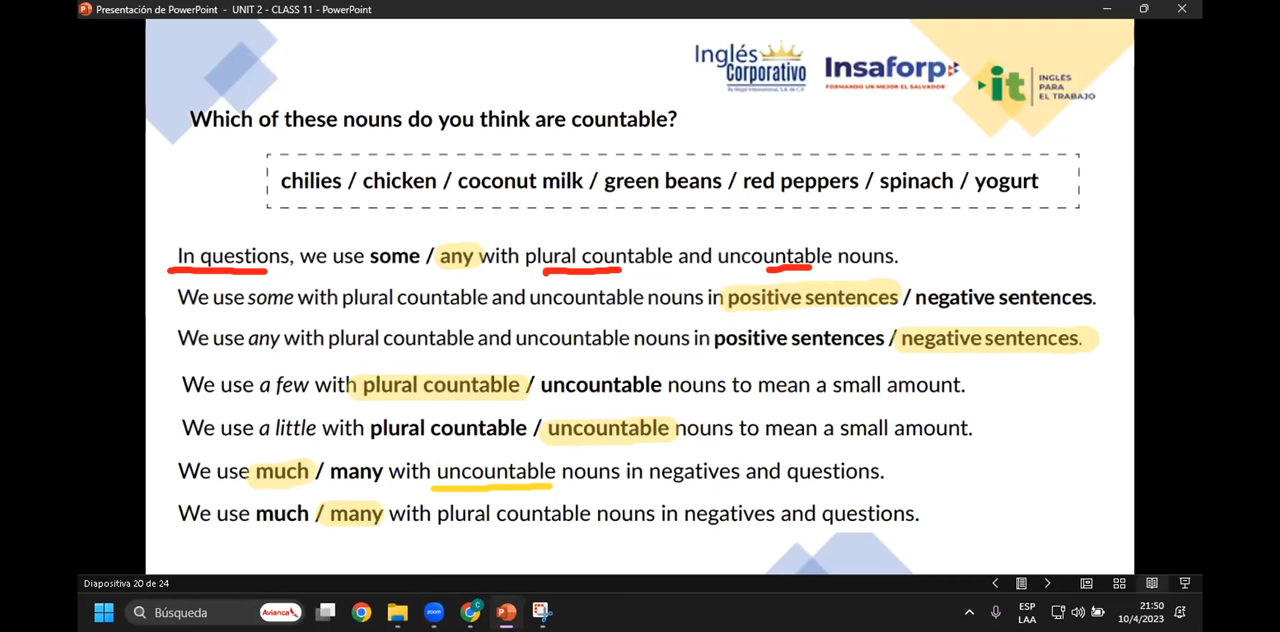 Presentación de PowerPoint - UNIT 2 - CLASS 11 - PowerPoint
Inglés
Corporativo
Insaforp
FORMANDO UN MEJOR EL SALVADOR
it
INGLÉS
PARA
EL TRABAJO
Which of these nouns do you think are countable?
chilies / chicken / coconut milk / green beans / red peppers / spinach / yogurt
In questions, we use some / any with plural countable and uncountable nouns.
We use some with plural countable and uncountable nouns in positive sentences / negative sentences.
We use any with plural countable and uncountable nouns in positive sentences / negative sentences.
We use a few with plural countable / uncountable nouns to mean a small amount.
We use a little with plural countable / uncountable nouns to mean a small amount.
We use much / many with uncountable nouns in negatives and questions.
We use much / many with plural countable nouns in negatives and questions.
Diapositiva 20 de 24
Búsqueda
Avianca
zoom
ESP
LAA
21:50
10/4/2023